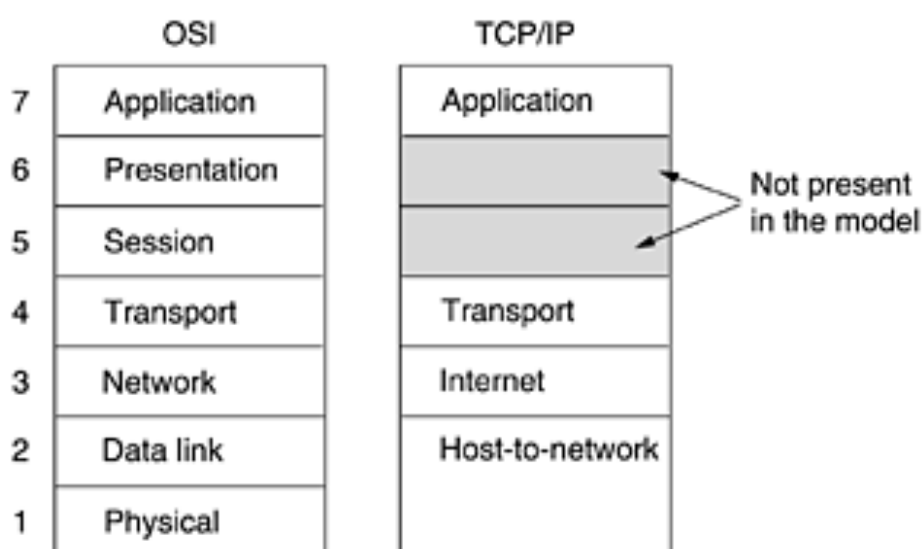 OSI TCP/IP
7 Application Application
6 Presentation
Not present
in the model
5 Session
4 Transport Transport
3 Network Internet
2 Data link Host-to-network
1 Physical